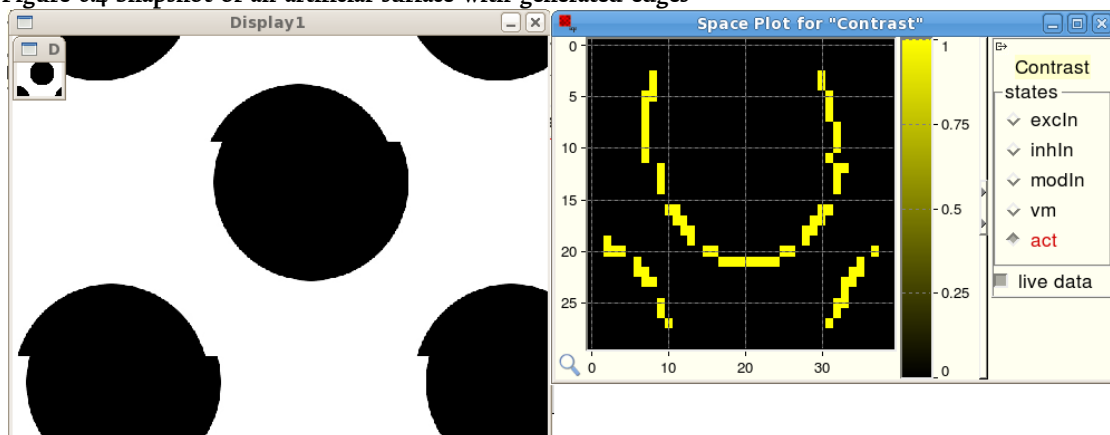 Figure 6.4 Snapshot of an artificial surface with generated edges
Display1
D
Space Plot for "Contrast"
0
5
10
15
20
25
0
10
20
30
1
0.75
0.5
0.25
0
Contrast
states
excIn
inhIn
modIn
vm
act
live data